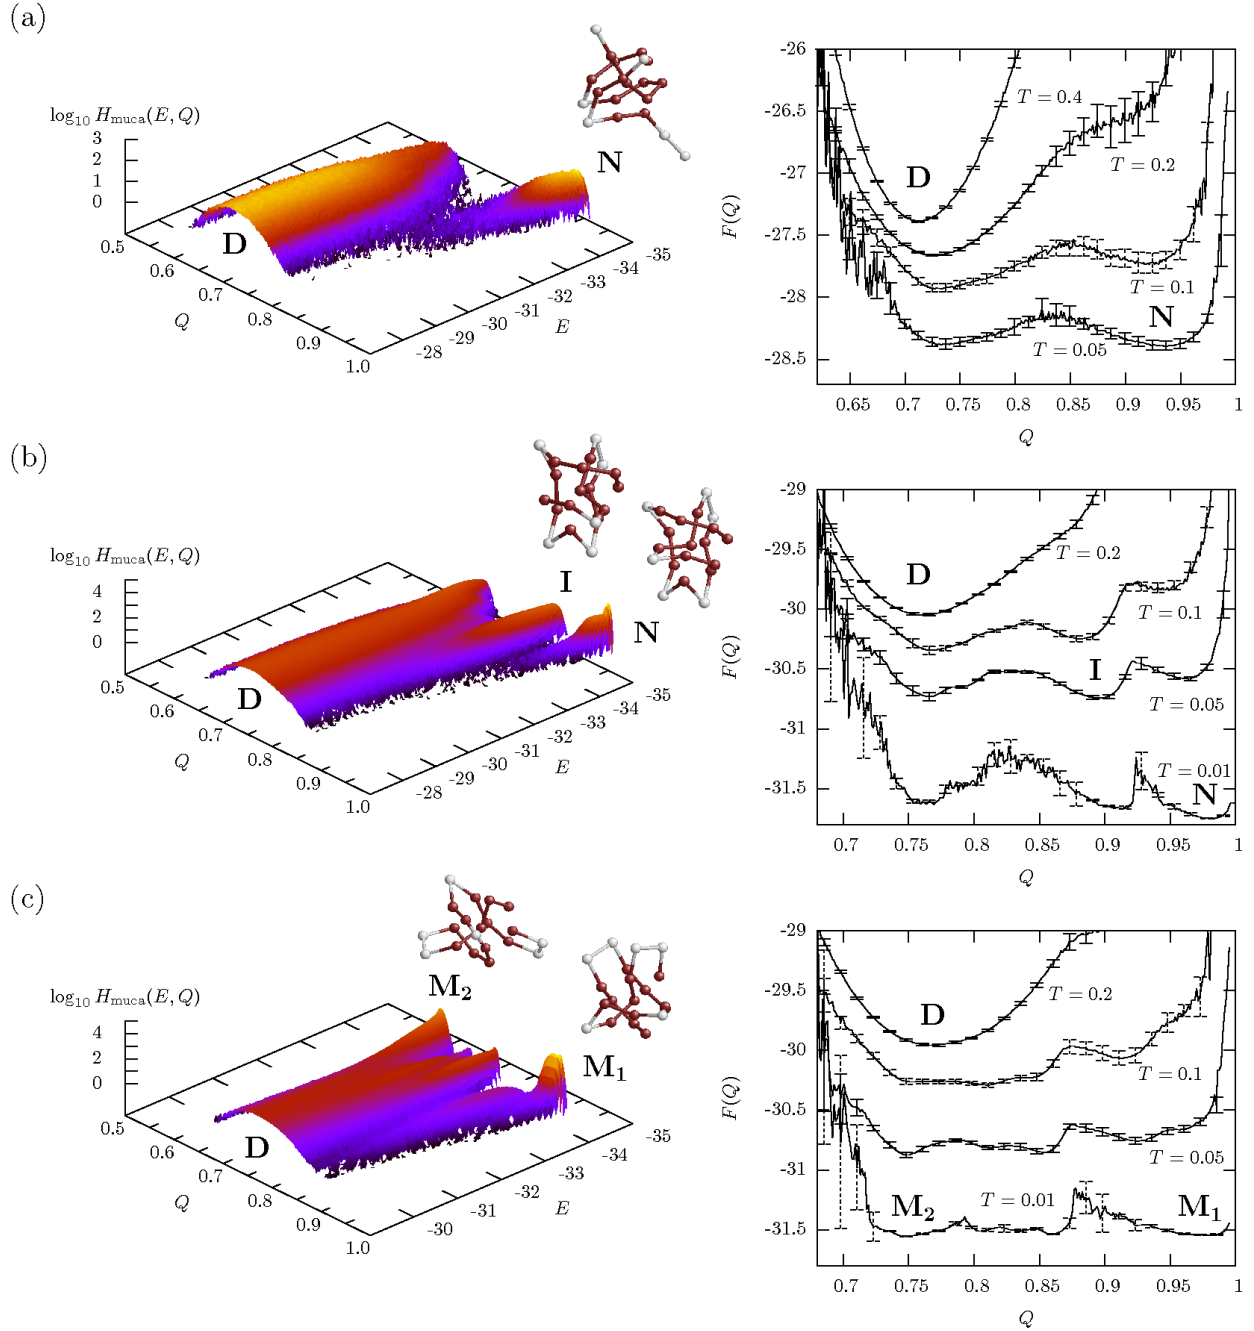 (a)
log₁₀ H_muca(E, Q)
3
2
1
0
0.5
0.6
0.7
0.8
0.9
1.0
Q
-28
-29
-30
-31
-32
-33
-34
-35
E
D
N
-26
-26.5
-27
-27.5
-28
-28.5
F(Q)
0.65
0.7
0.75
0.8
0.85
0.9
0.95
1
Q
D
N
T = 0.4
T = 0.2
T = 0.1
T = 0.05
(b)
log₁₀ H_muca(E, Q)
4
2
0
0.5
0.6
0.7
0.8
0.9
1.0
Q
-28
-29
-30
-31
-32
-33
-34
-35
E
D
I
N
-29
-29.5
-30
-30.5
-31
-31.5
F(Q)
0.7
0.75
0.8
0.85
0.9
0.95
1
Q
D
I
N
T = 0.2
T = 0.1
T = 0.05
T = 0.01
(c)
log₁₀ H_muca(E, Q)
4
2
0
0.5
0.6
0.7
0.8
0.9
1.0
Q
-30
-31
-32
-33
-34
-35
E
D
M₂
M₁
-29
-29.5
-30
-30.5
-31
-31.5
F(Q)
0.7
0.75
0.8
0.85
0.9
0.95
1
Q
D
M₂
M₁
T = 0.2
T = 0.1
T = 0.05
T = 0.01